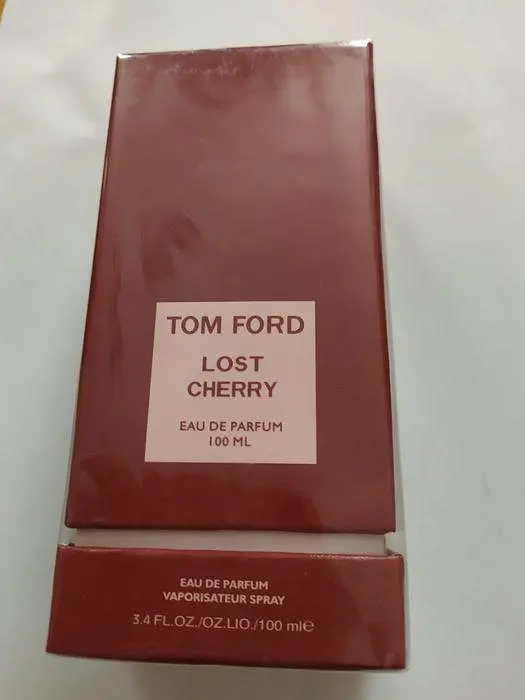 TOM FORD
LOST
CHERRY
EAU DE PARFUM
100 ML
EAU DE PARFUM
VAPORISATEUR SPRAY
3.4 FL.OZ./OZ.LIO./100 ml℮